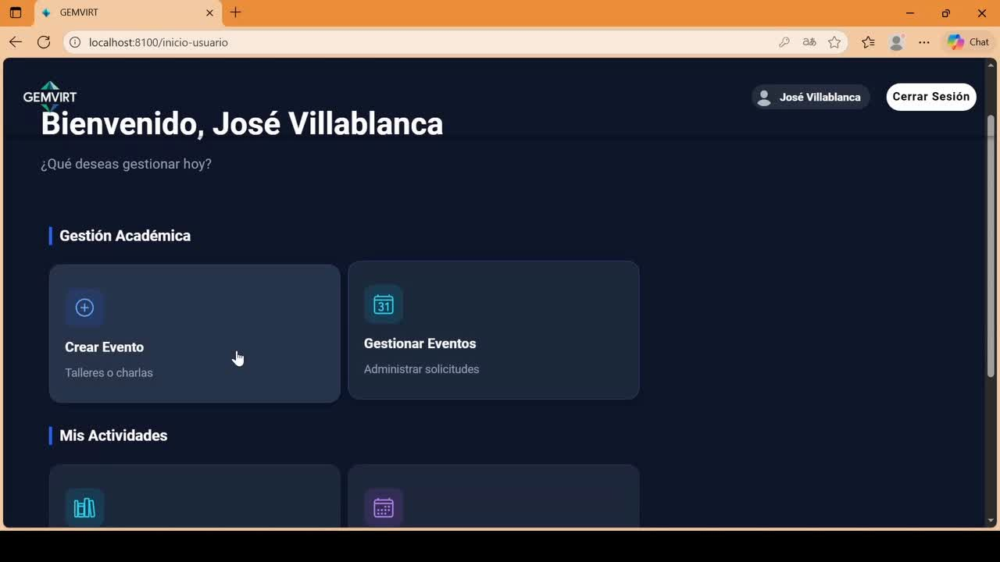 GEMVIRT
localhost:8100/inicio-usuario
あ
Chat
GEMVIRT
José Villablanca
Cerrar Sesión
Bienvenido, José Villablanca
¿Qué deseas gestionar hoy?
Gestión Académica
31
Crear Evento
Gestionar Eventos
Talleres o charlas
Administrar solicitudes
Mis Actividades